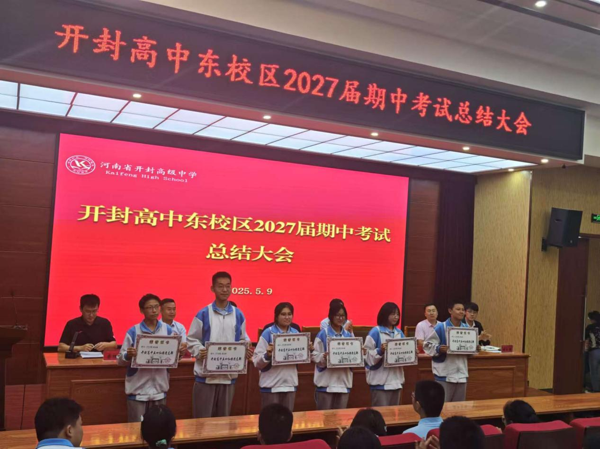 开封高中东校区2027届期中考试总结大会
河南省开封高级中学
Kaifeng High School
开封高中东校区2027届期中考试
总结大会
2025.5.9